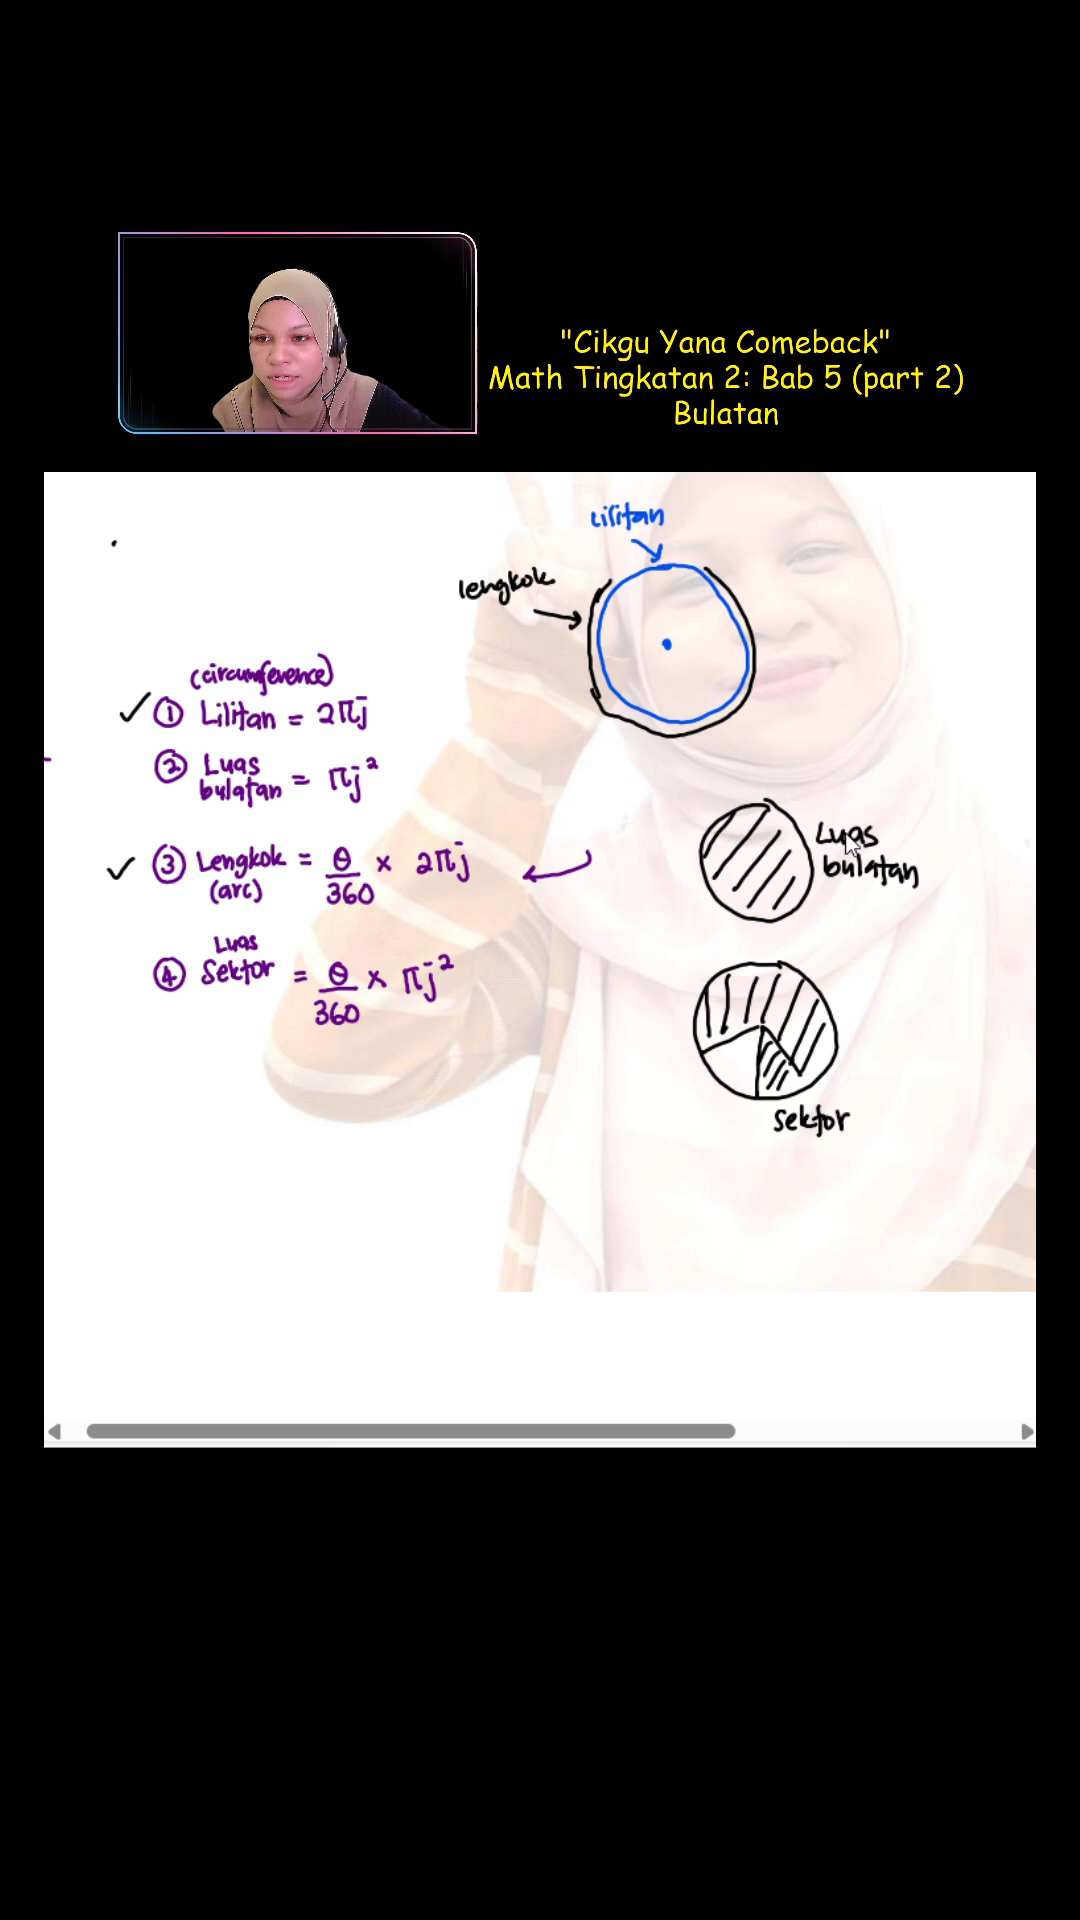 "Cikgu Yana Comeback"
Math Tingkatan 2: Bab 5 (part 2)
Bulatan
Lilitan
lengkok
(circumference)
① Lilitan = 2πj
② Luas bulatan = πj²
③ Lengkok = θ/360 × 2πj
(arc)
Luas
④ Sektor = θ/360 × πj²
Luas
bulatan
Sektor